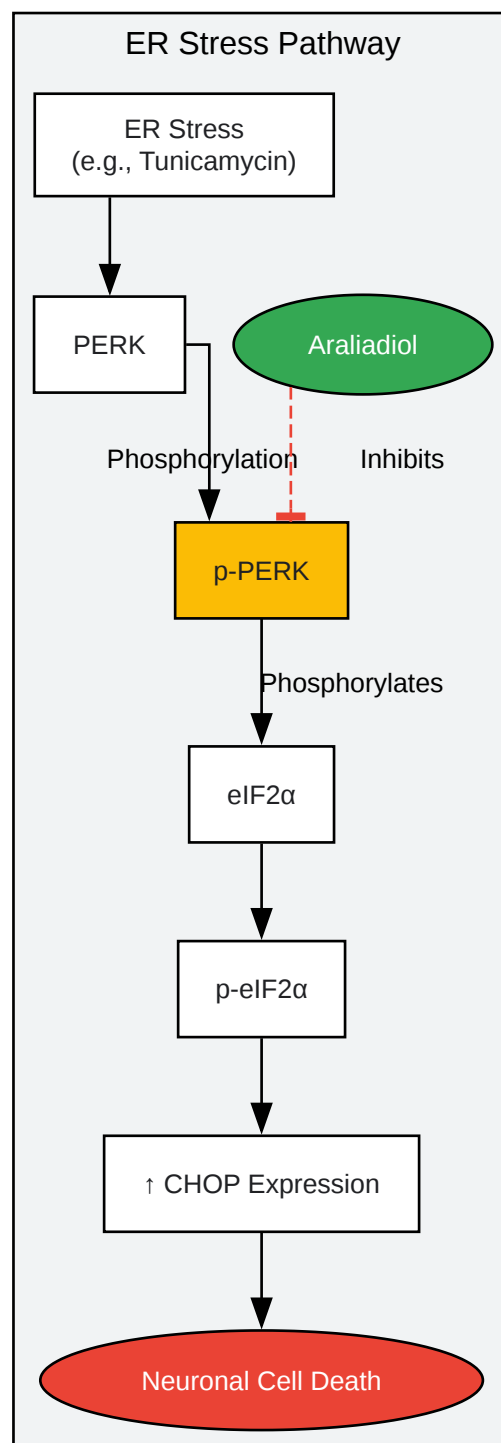 ER Stress Pathway
ER Stress
(e.g., Tunicamycin)
PERK
Araliadiol
Phosphorylation
Inhibits
p-PERK
Phosphorylates
eIF2α
p-eIF2α
↑ CHOP Expression
Neuronal Cell Death